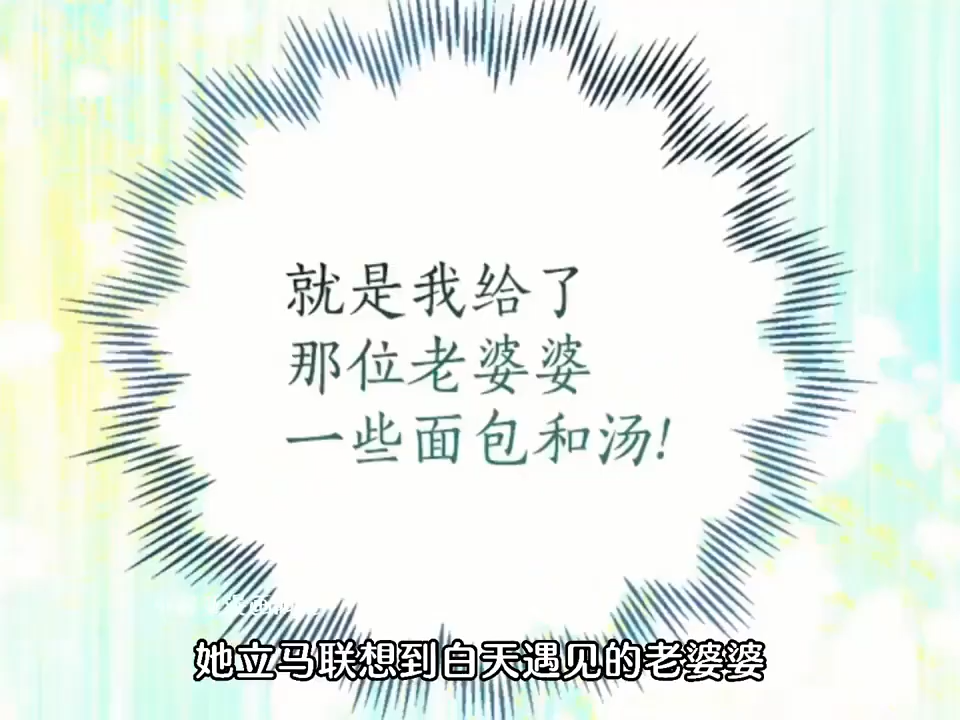 就是我给了
那位老婆婆
一些面包和汤!
她立马联想到白天遇见的老婆婆